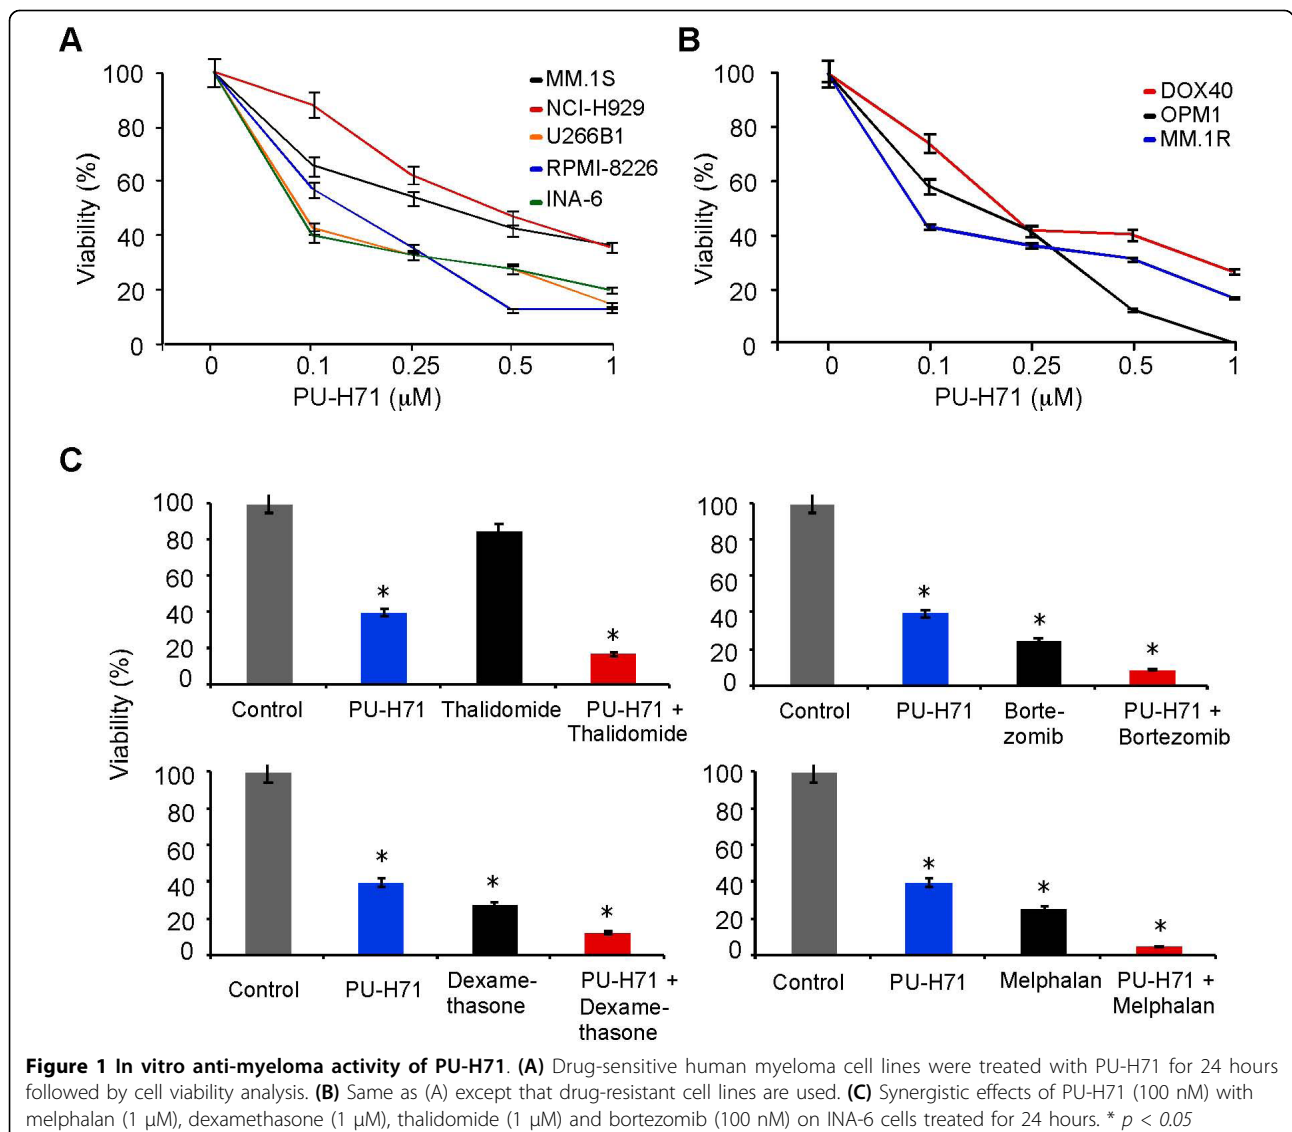 A
Viability (%)
100
80
60
40
20
0
0 0.1 0.25 0.5 1
PU-H71 (µM)
MM.1S
NCI-H929
U266B1
RPMI-8226
INA-6
B
Viability (%)
100
80
60
40
20
0
0 0.1 0.25 0.5 1
PU-H71 (µM)
DOX40
OPM1
MM.1R
C
Viability (%)
100
80
60
40
20
0
* *
Control PU-H71 Thalidomide PU-H71 +
Thalidomide
100
80
60
40
20
0
* * *
Control PU-H71 Borte- PU-H71 +
zomib Bortezomib
100
80
60
40
20
0
* * *
Control PU-H71 Dexame- PU-H71 +
thasone Dexame-
thasone
100
80
60
40
20
0
* * *
Control PU-H71 Melphalan PU-H71 +
Melphalan
Figure 1 In vitro anti-myeloma activity of PU-H71. (A) Drug-sensitive human myeloma cell lines were treated with PU-H71 for 24 hours
followed by cell viability analysis. (B) Same as (A) except that drug-resistant cell lines are used. (C) Synergistic effects of PU-H71 (100 nM) with
melphalan (1 µM), dexamethasone (1 µM), thalidomide (1 µM) and bortezomib (100 nM) on INA-6 cells treated for 24 hours. * p < 0.05